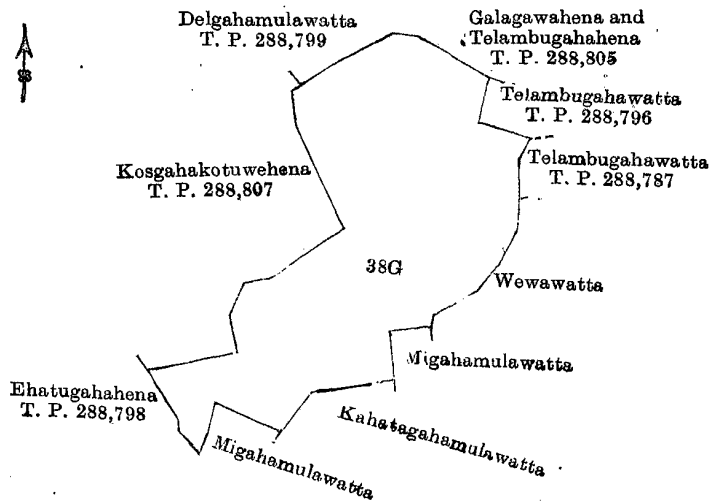 Delgahamulawatta
T. P. 288,799
Galagawahena and
Telambugahahena
T. P. 288,805
Telambugahawatta
T. P. 288,796
Telambugahawatta
T. P. 288,787
Kosgahakotuwehena
T. P. 288,807
38G
Wewawatta
Migahamulawatta
Ehatugahahena
T. P. 288,798
Kahatagahamulawatta
Migahamulawatta